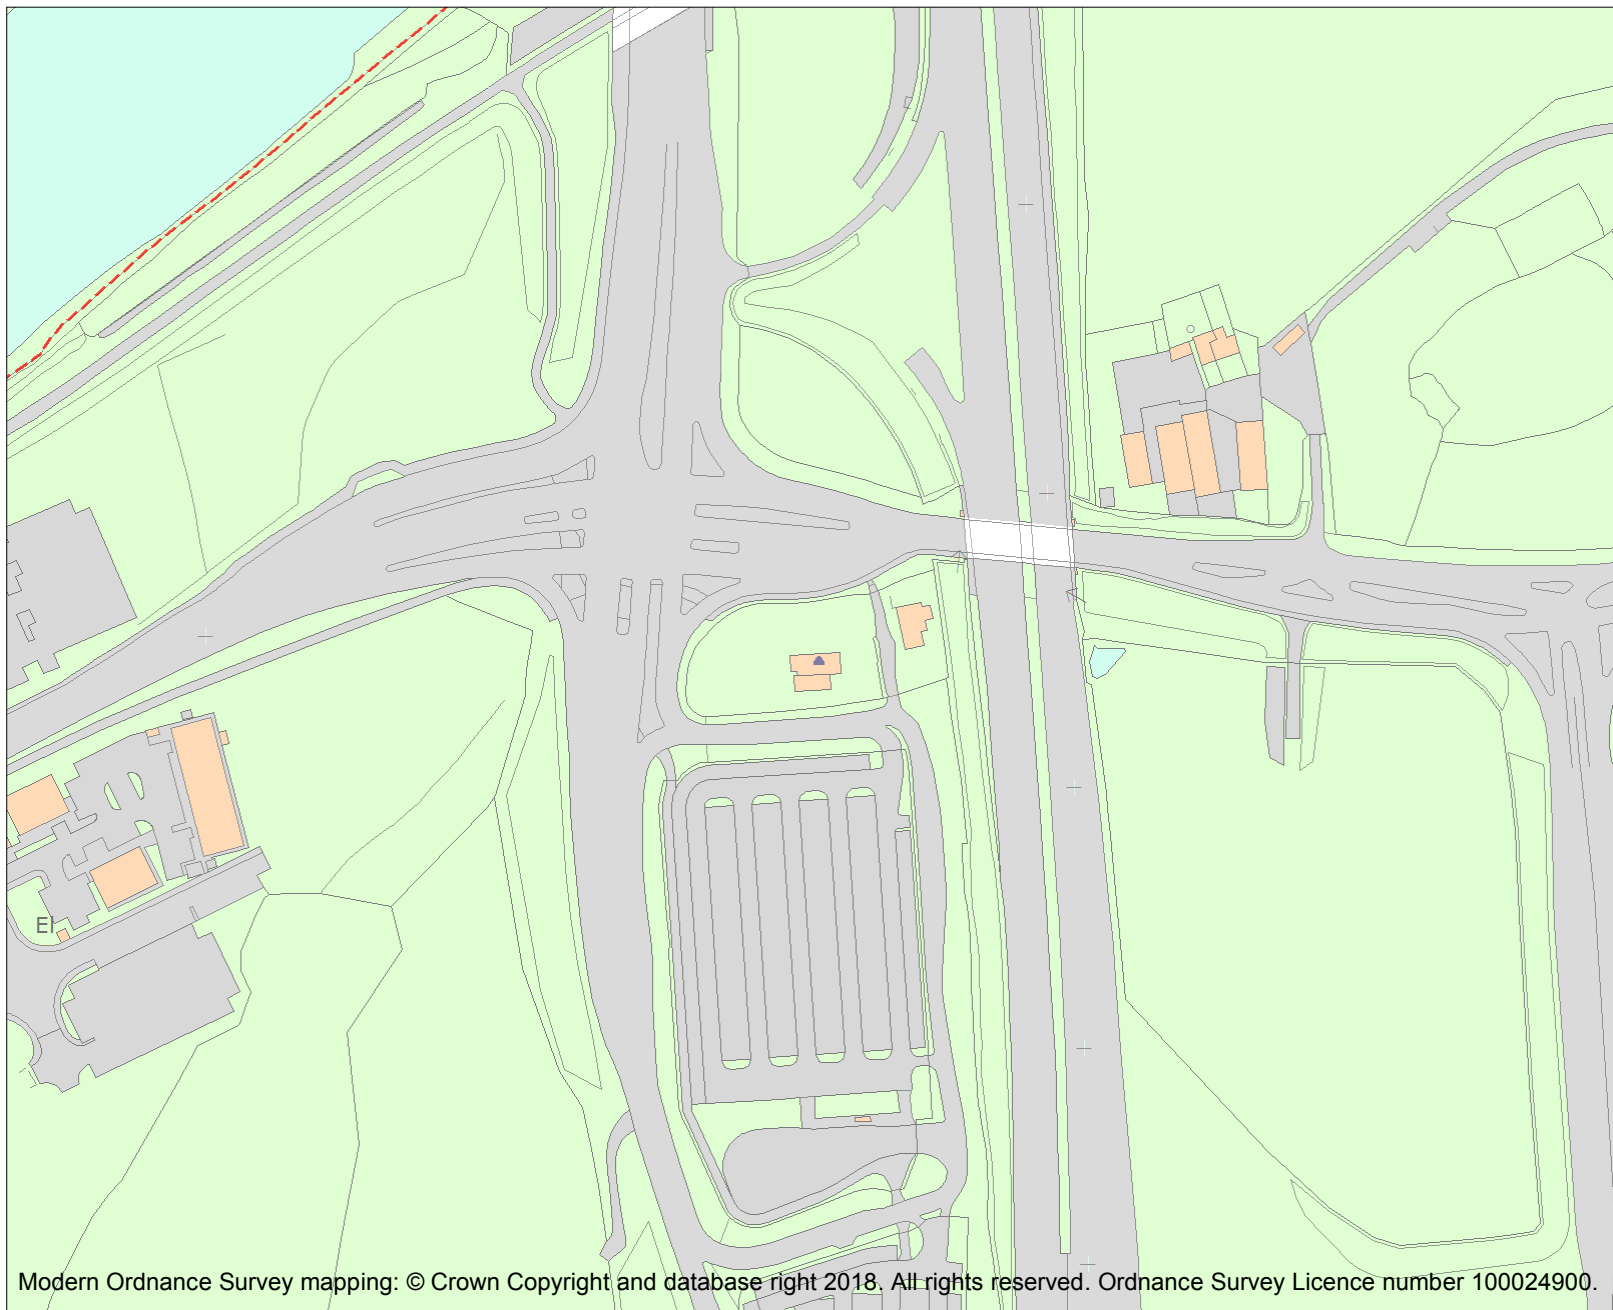 El
Modern Ordnance Survey mapping: © Crown Copyright and database right 2018. All rights reserved. Ordnance Survey Licence number 100024900.